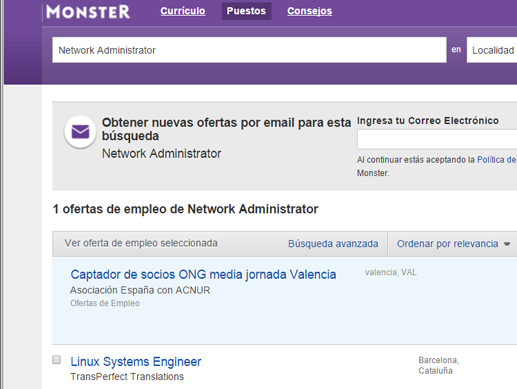 MONSTER Currículo Puestos Consejos
Network Administrator en Localidad
Obtener nuevas ofertas por email para esta
búsqueda
Network Administrator
Ingresa tu Correo Electrónico
Al continuar estás aceptando la Política de
Monster.
1 ofertas de empleo de Network Administrator
Ver oferta de empleo seleccionada Búsqueda avanzada Ordenar por relevancia
Captador de socios ONG media jornada Valencia valencia, VAL
Asociación España con ACNUR
Ofertas de Empleo
Linux Systems Engineer Barcelona,
Cataluña
TransPerfect Translations